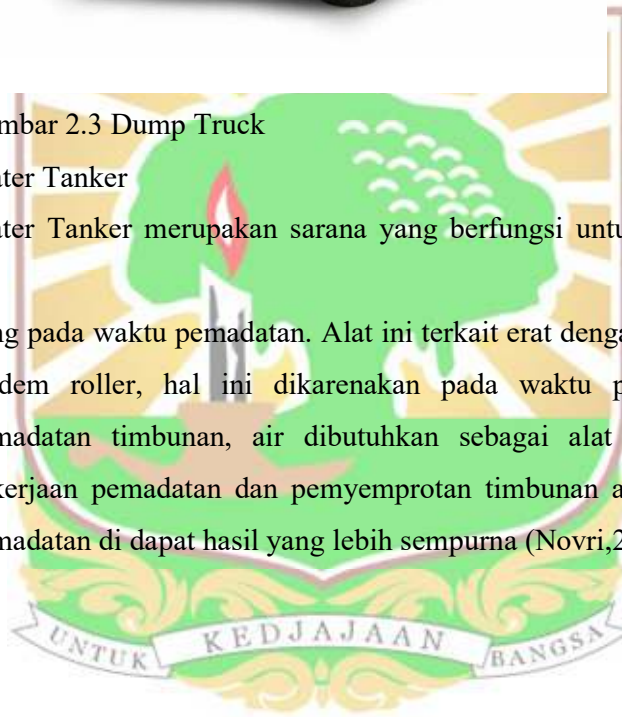 mbar 2.3 Dump Truck
ater Tanker
ater Tanker merupakan sarana yang berfungsi untu
ng pada waktu pemadatan. Alat ini terkait erat denga
dem roller, hal ini dikarenakan pada waktu p
madatan timbunan, air dibutuhkan sebagai alat
kerjaan pemadatan dan pemyemprotan timbunan a
madatan di dapat hasil yang lebih sempurna (Novri,2
UNTUK KEDJAJAAN BANGSA